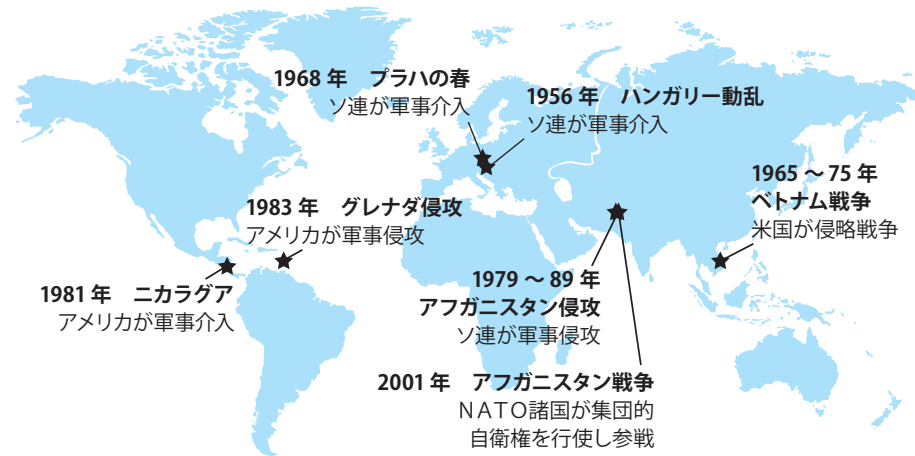 1968 年　プラハの春
ソ連が軍事介入
1956 年　ハンガリー動乱
ソ連が軍事介入
1965 〜 75 年
ベトナム戦争
米国が侵略戦争
1983 年　グレナダ侵攻
アメリカが軍事侵攻
1981 年　ニカラグア
アメリカが軍事介入
1979 〜 89 年
アフガニスタン侵攻
ソ連が軍事侵攻
2001 年　アフガニスタン戦争
ＮＡＴＯ諸国が集団的
自衛権を行使し参戦